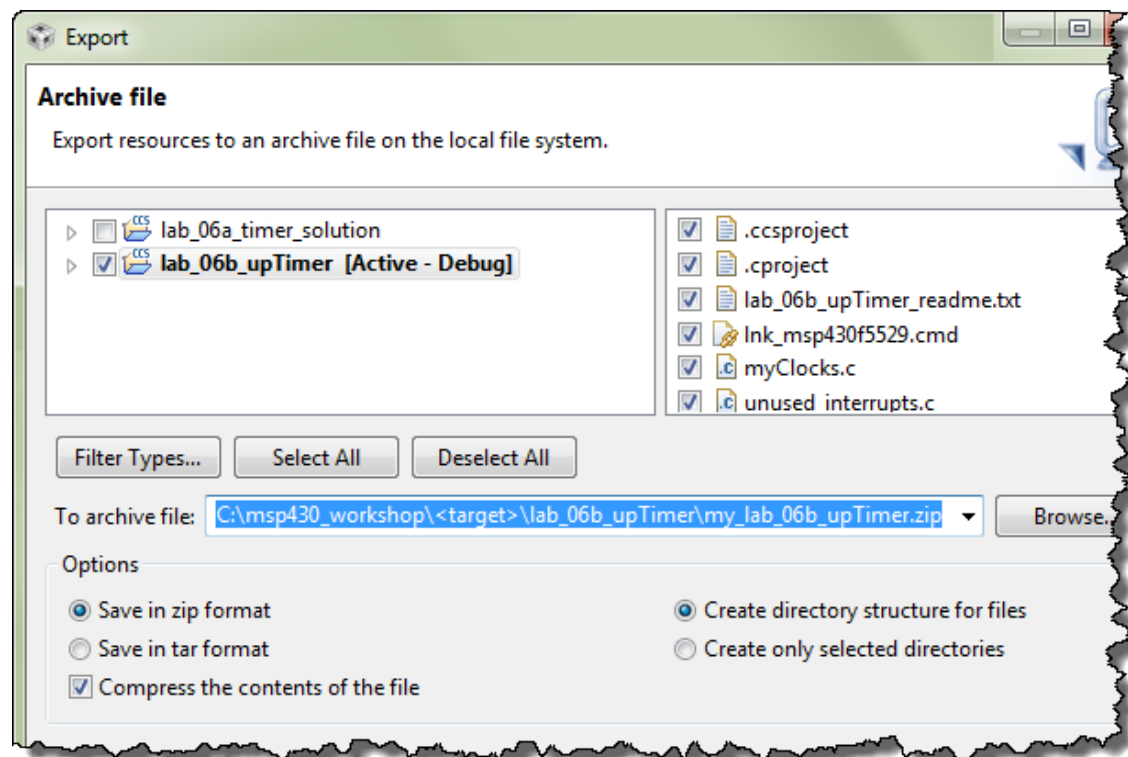 Export
Archive file
Export resources to an archive file on the local file system.
CCS lab_06a_timer_solution
CCS lab_06b_upTimer [Active - Debug]
.ccsproject
.cproject
lab_06b_upTimer_readme.txt
lnk_msp430f5529.cmd
.c myClocks.c
.c unused_interrupts.c
Filter Types...
Select All
Deselect All
To archive file:
C:\msp430_workshop\<target>\lab_06b_upTimer\my_lab_06b_upTimer.zip
Browse.
Options
Save in zip format
Create directory structure for files
Save in tar format
Create only selected directories
Compress the contents of the file